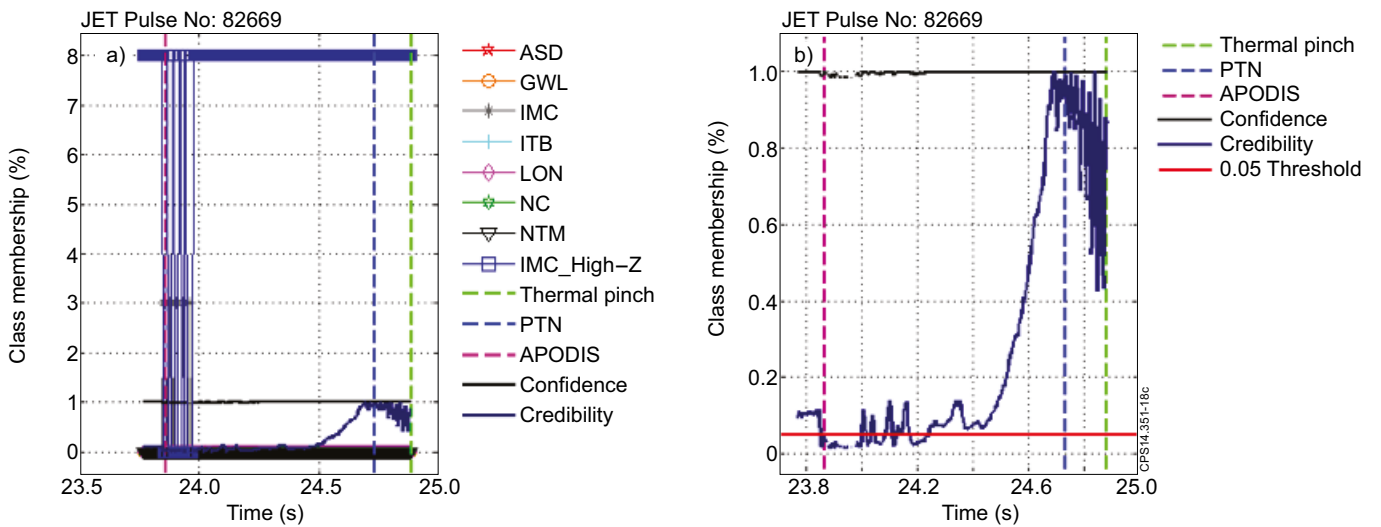 JET Pulse No: 82669
a)
8
7
6
5
4
3
2
1
0
23.5 24.0 24.5 25.0
Time (s)
Class membership (%)
ASD
GWL
IMC
ITB
LON
NC
NTM
IMC_High–Z
Thermal pinch
PTN
APODIS
Confidence
Credibility
JET Pulse No: 82669
b)
1.0
0.8
0.6
0.4
0.2
0
23.8 24.2 24.6 25.0
Time (s)
Class membership (%)
CPS14.351-18c
Thermal pinch
PTN
APODIS
Confidence
Credibility
0.05 Threshold